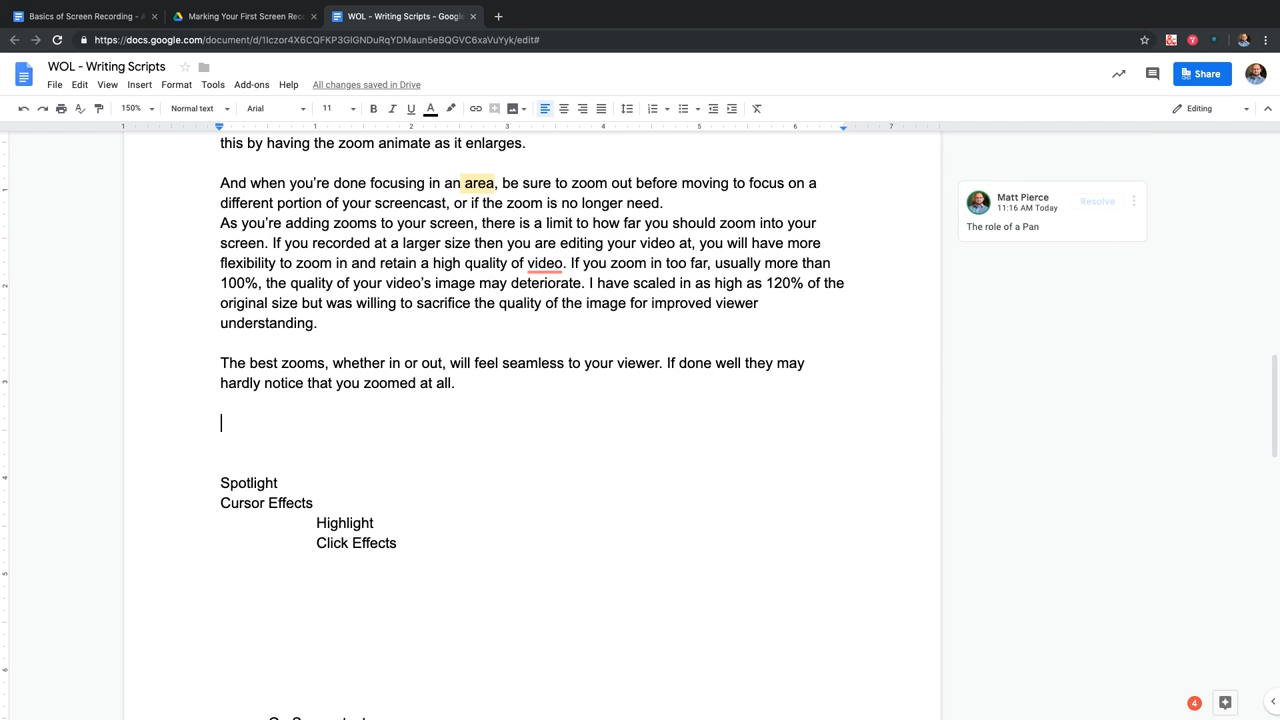 Basics of Screen Recording -
Marking Your First Screen Rec
WOL - Writing Scripts - Google
https://docs.google.com/document/d/1Iczor4X6CQFKP3GIGNDuRqYDMaun5eBQGVC6xaVuYyk/edit#
WOL - Writing Scripts
File Edit View Insert Format Tools Add-ons Help All changes saved in Drive
Share
150% Normal text Arial 11 B I U A Editing
1 1 2 3 4 5 6 7
this by having the zoom animate as it enlarges.
And when you're done focusing in an area, be sure to zoom out before moving to focus on a
different portion of your screencast, or if the zoom is no longer need.
As you're adding zooms to your screen, there is a limit to how far you should zoom into your
screen. If you recorded at a larger size then you are editing your video at, you will have more
flexibility to zoom in and retain a high quality of video. If you zoom in too far, usually more than
100%, the quality of your video's image may deteriorate. I have scaled in as high as 120% of the
original size but was willing to sacrifice the quality of the image for improved viewer
understanding.
The best zooms, whether in or out, will feel seamless to your viewer. If done well they may
hardly notice that you zoomed at all.
Spotlight
Cursor Effects
Highlight
Click Effects
Matt Pierce
11:16 AM Today
Resolve
The role of a Pan
4